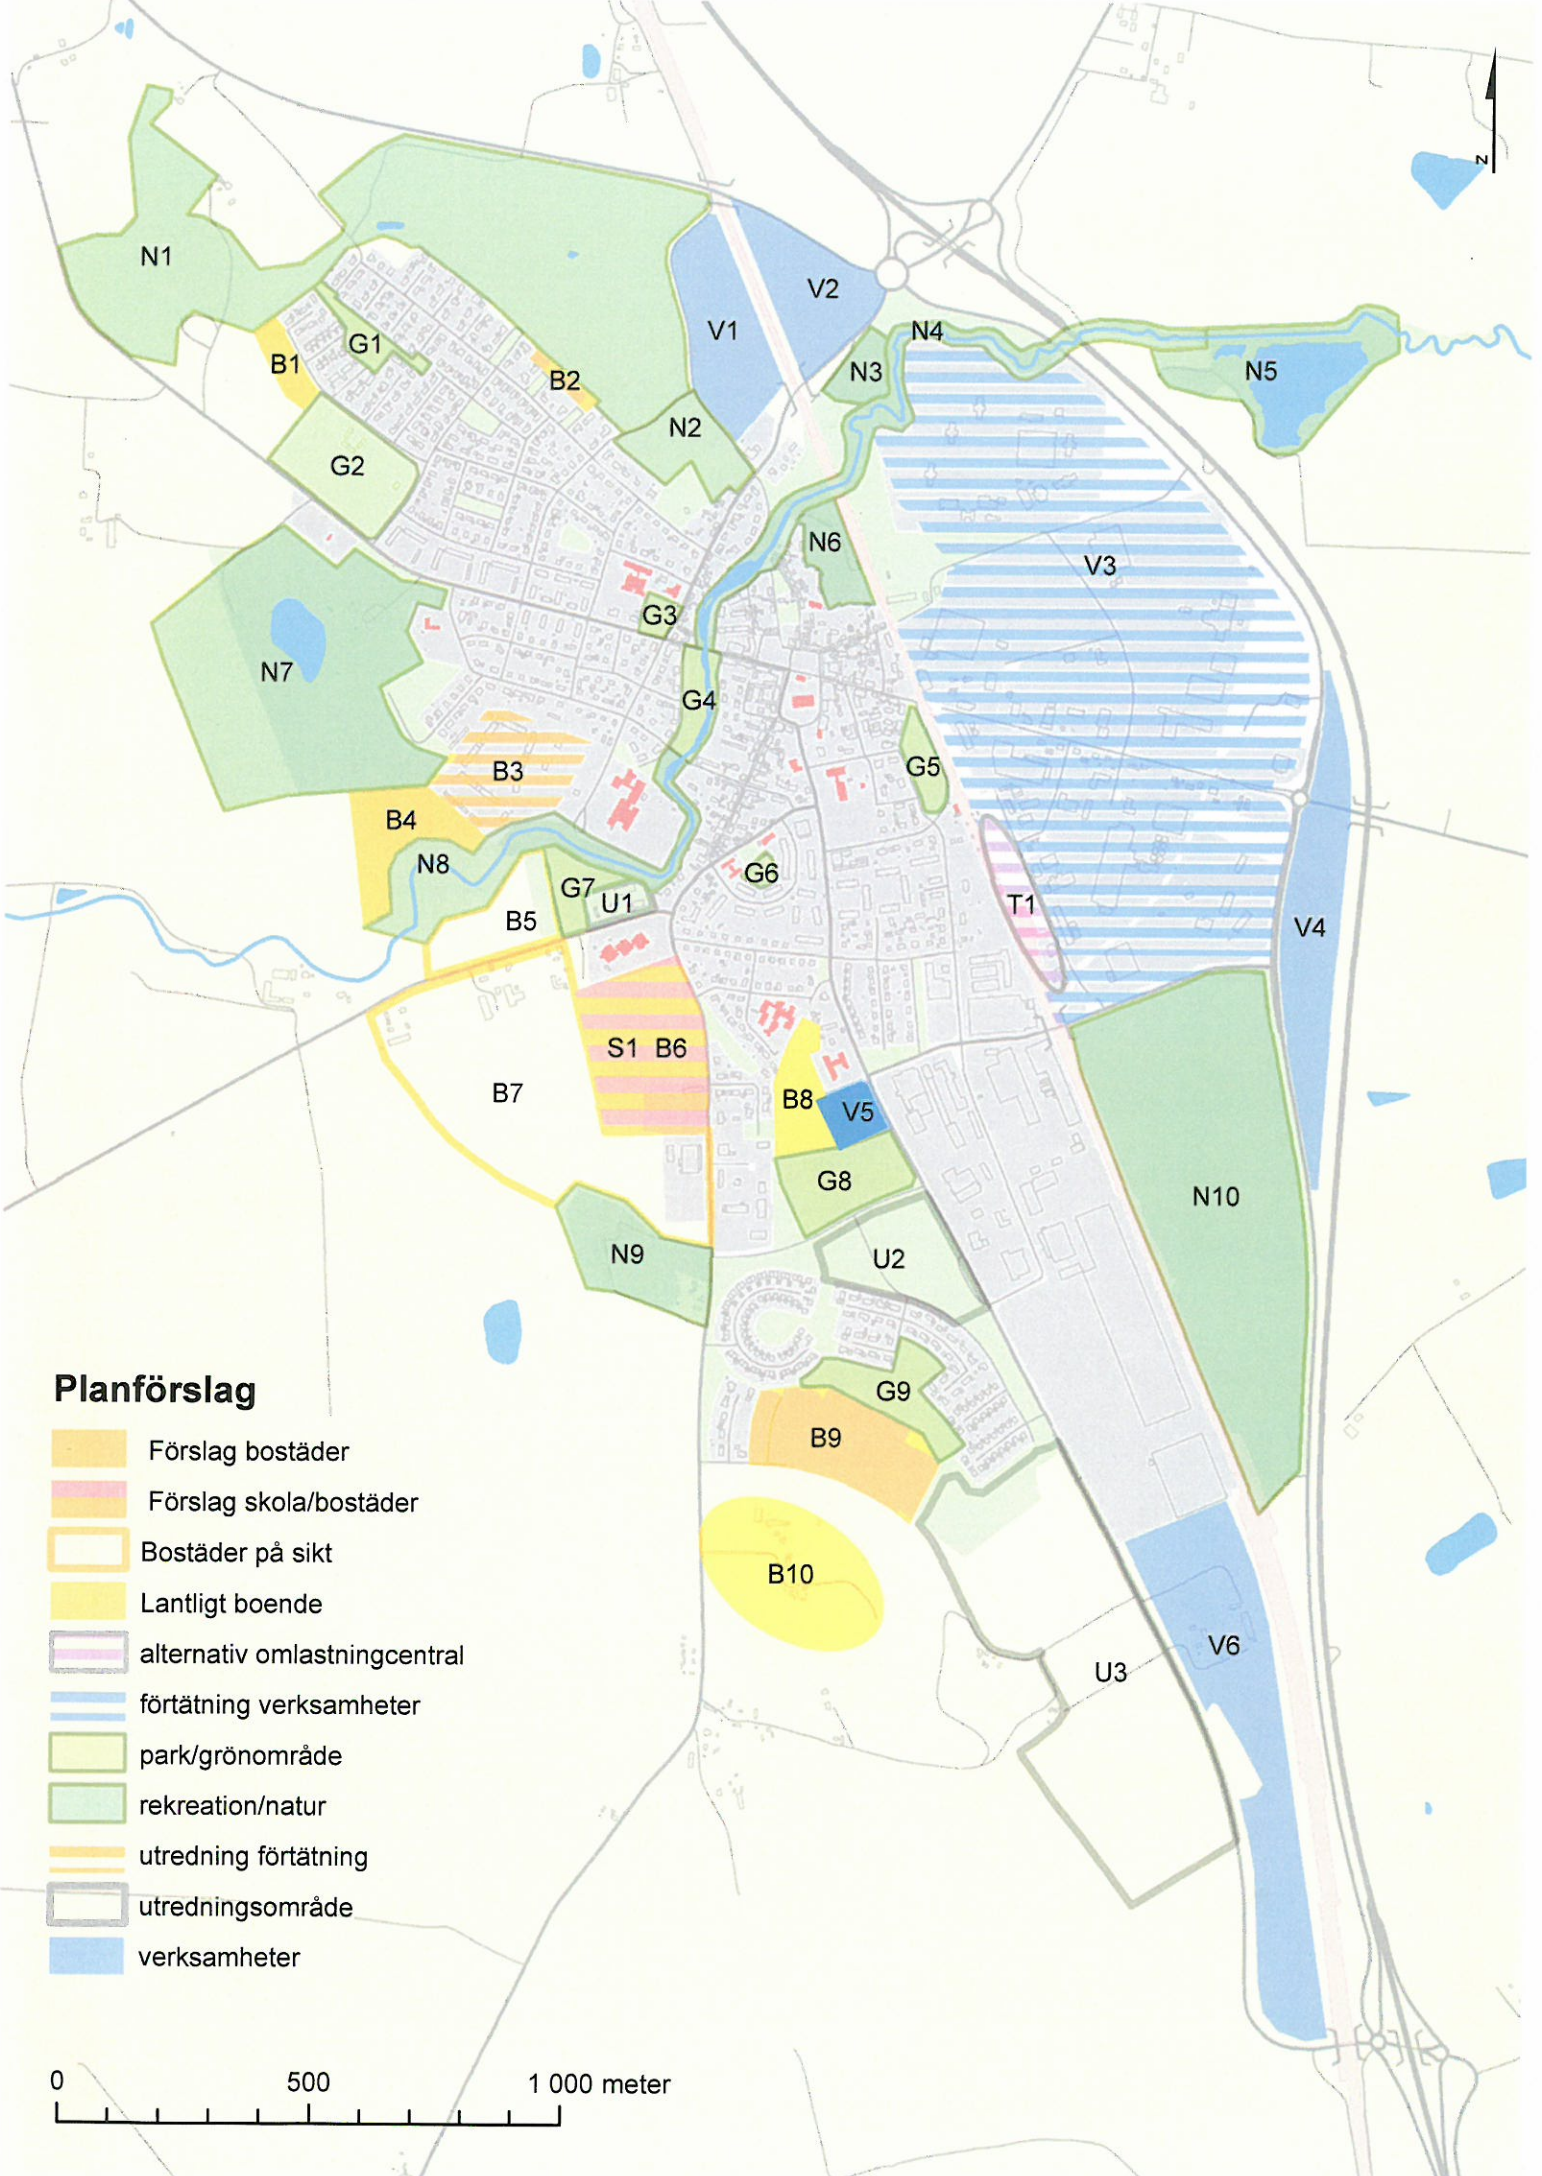 N
N1
V2
V1
N4
G1
B1
N3
N5
B2
N2
G2
N6
V3
G3
N7
G4
G5
B3
B4
N8
G6
G7
U1
T1
B5
V4
S1 B6
B7
B8
V5
G8
N10
N9
U2
Planförslag
G9
B9
Förslag bostäder
Förslag skola/bostäder
Bostäder på sikt
B10
Lantligt boende
alternativ omlastningcentral
V6
U3
förtätning verksamheter
park/grönområde
rekreation/natur
utredning förtätning
utredningsområde
verksamheter
0 500 1 000 meter